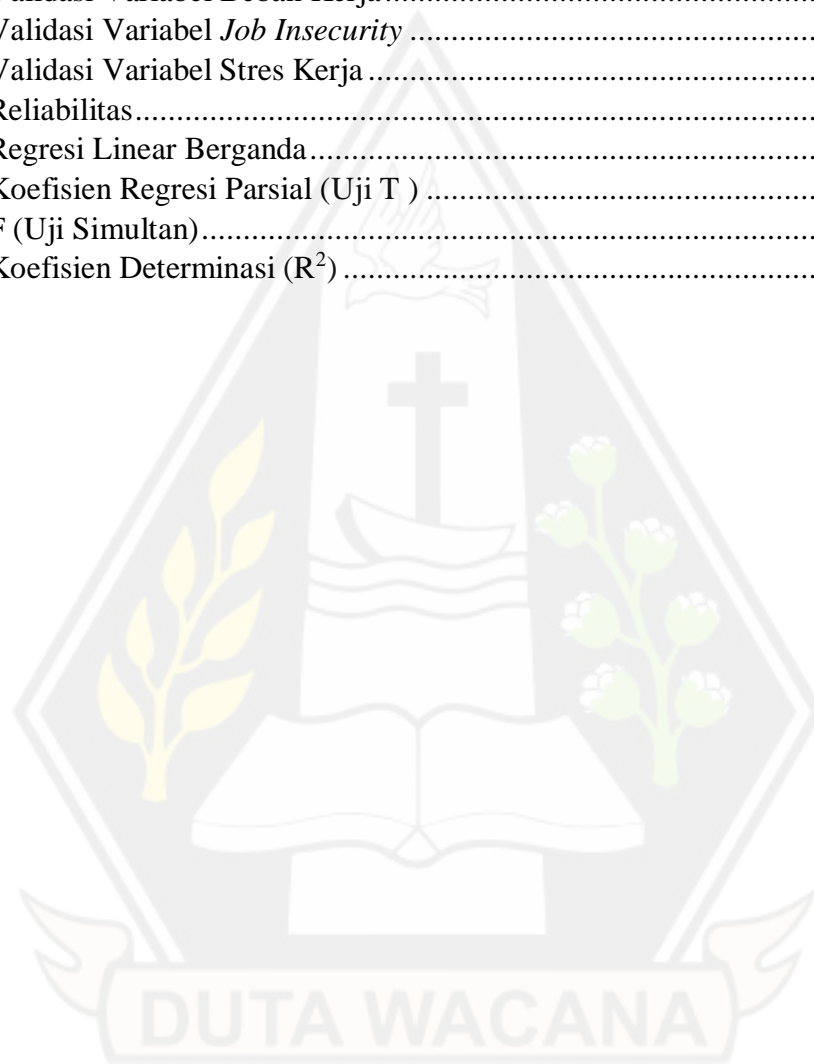 Validasi Variabel Beban Kerja........................................................................
Validasi Variabel Job Insecurity ....................................................................
Validasi Variabel Stres Kerja...........................................................................
Reliabilitas.............................................................................................................
Regresi Linear Berganda....................................................................................
Koefisien Regresi Parsial (Uji T ) ..................................................................
F (Uji Simultan)...................................................................................................
Koefisien Determinasi (R²) ...............................................................................
DUTA WACANA